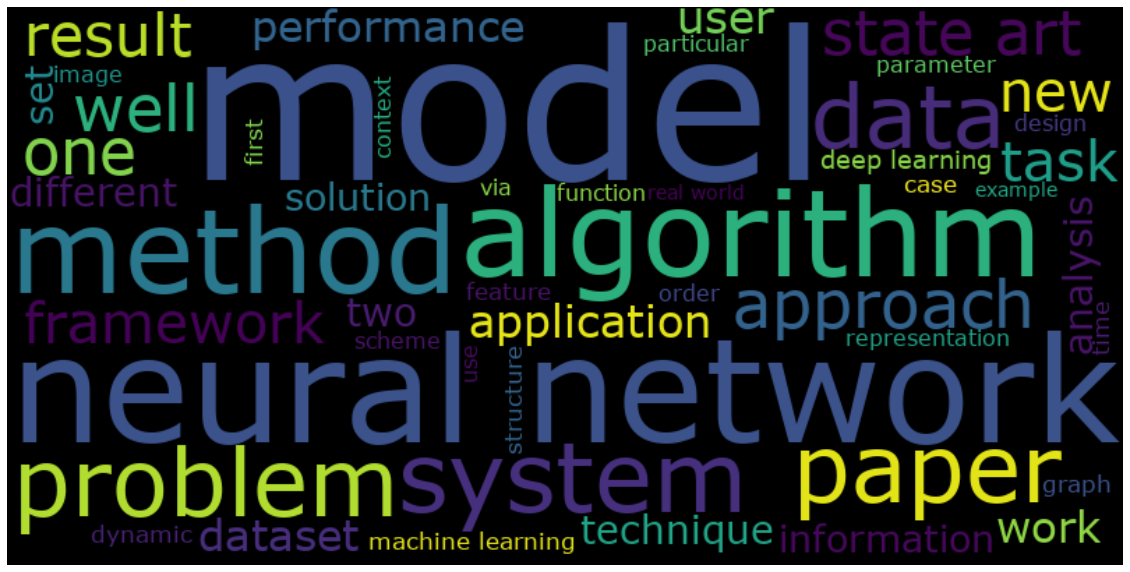 result
performance
user
state art
model
particular
parameter
image
set
well
new
data
design
first
context
one
deep learning
task
different
solution
via
function
real world
case
example
method
algorithm
analysis
feature
order
approach
framework
two
application
time
scheme
representation
use
structure
neural network
problem
system
paper
graph
dynamic
dataset
machine learning
technique
information
work